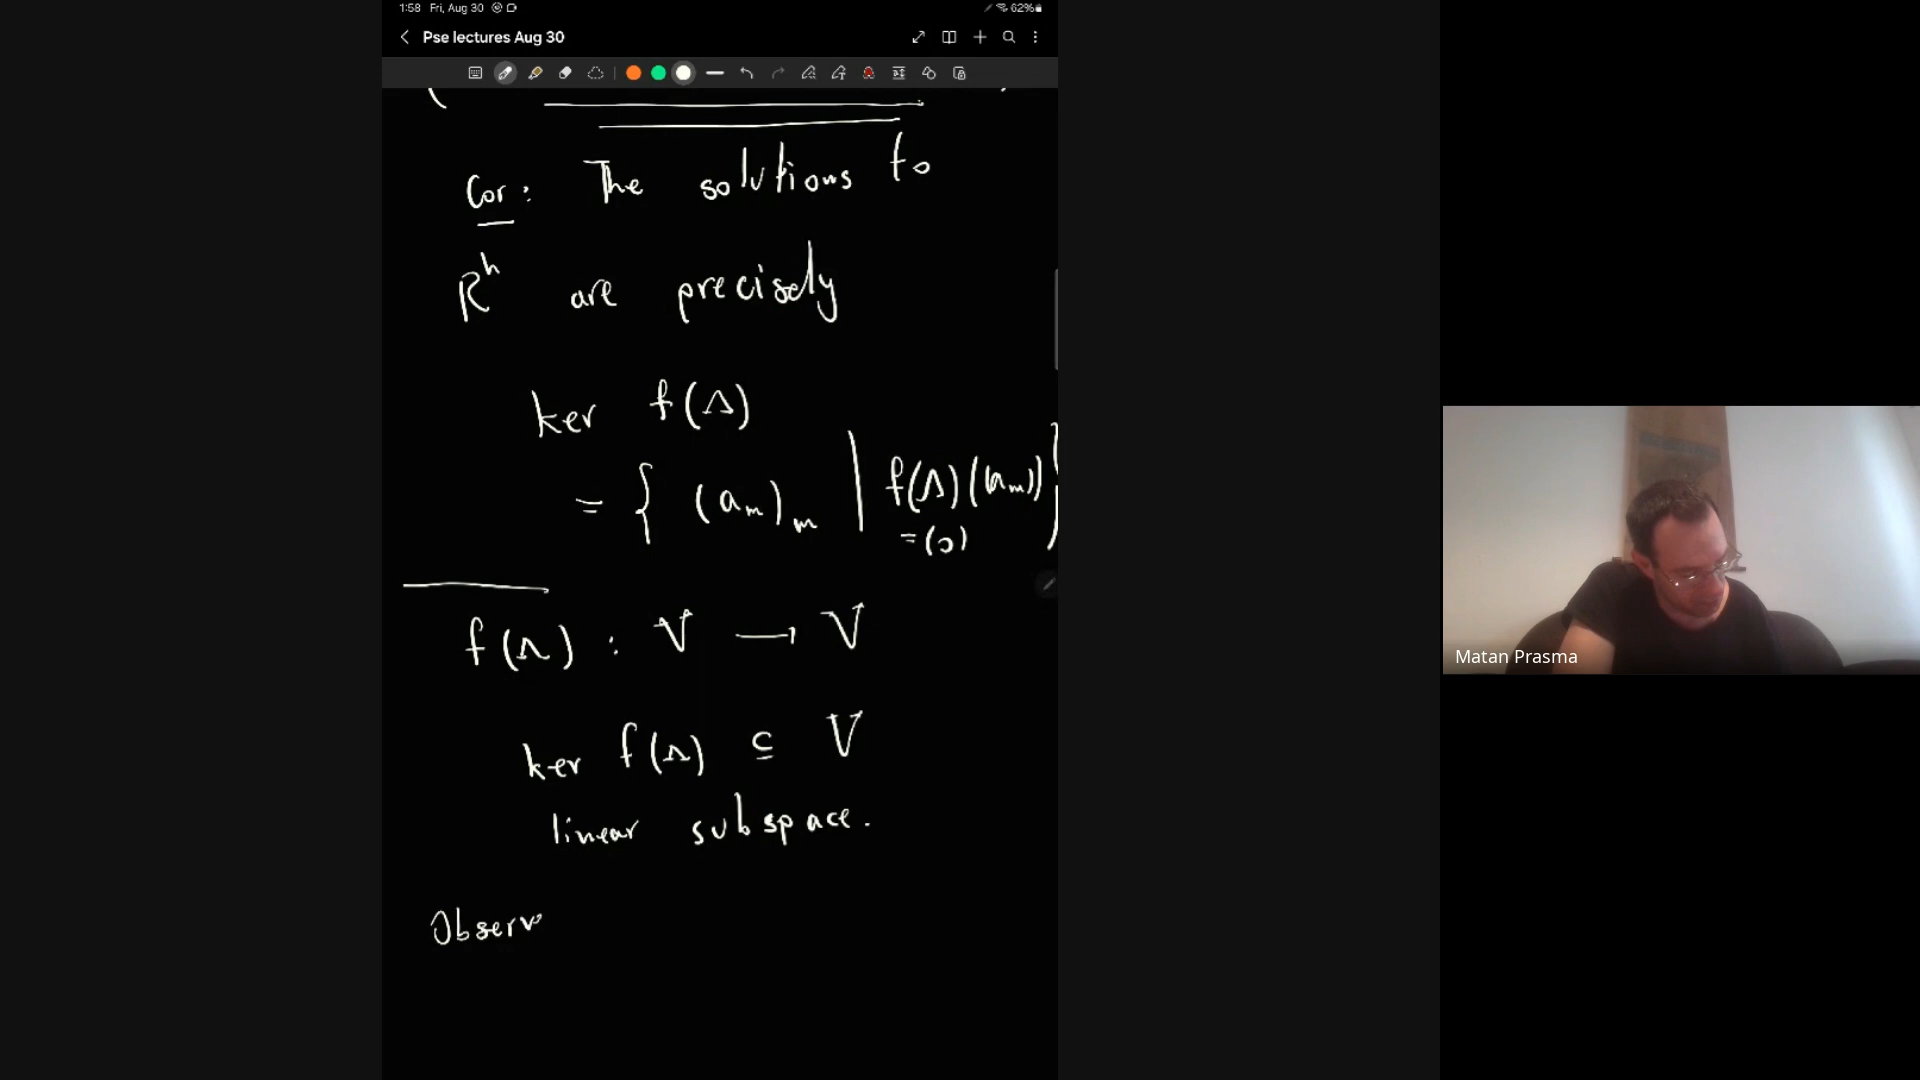 1:58 Fri, Aug 30 62%
Pse lectures Aug 30
Cor: The solutions to
R^h are precisely
ker f(Λ)
= { (a_m)_m | f(Λ)(a_m)) = (0) }
f(Λ) : V → V
ker f(Λ) ⊆ V
linear subspace.
Observ
Matan Prasma